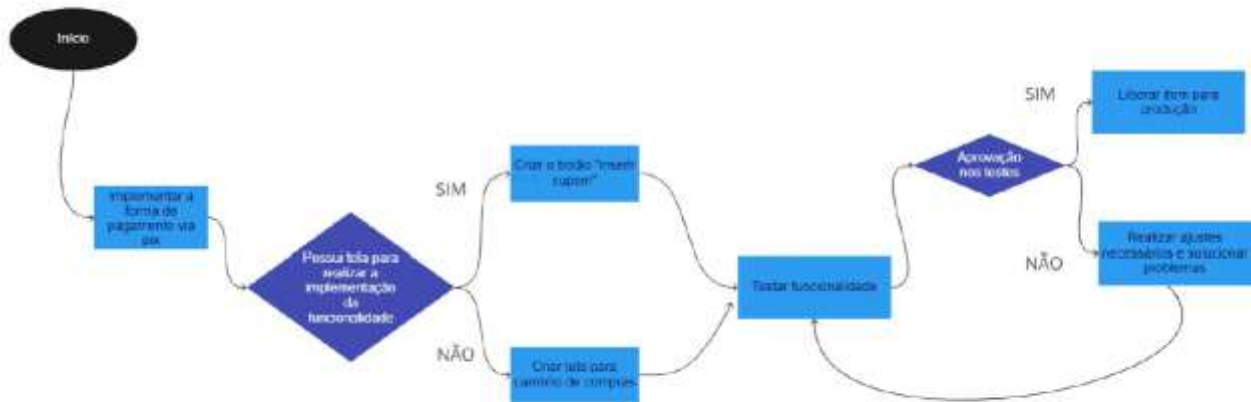 Início
Implementar a
forma de
pagamento via
pix
Possui tela para
realizar a
implementação
da
funcionalidade
SIM
NÃO
Criar o botão "inserir
cupom"
Criar tela para
carrinho de compras
Testar funcionalidade
Aprovação
nos testes
SIM
NÃO
Liberar item para
produção
Realizar ajustes
necessários e solucionar
problemas